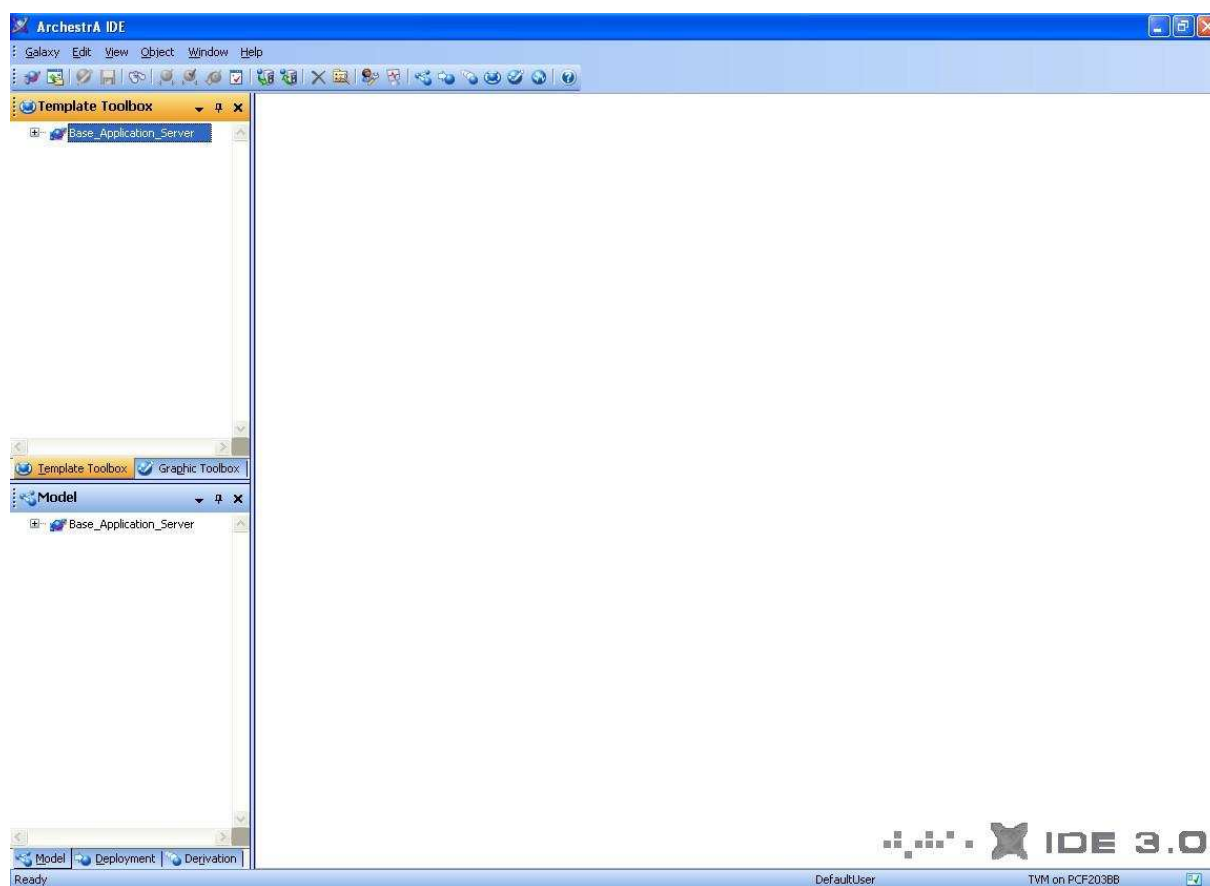 ArchestrA IDE
Galaxy Edit View Object Window Help
Template Toolbox
Base_Application_Server
Template Toolbox Graphic Toolbox
Model
Base_Application_Server
Model Deployment Derivation
IDE 3.0
Ready DefaultUser TVM on PCF203BB